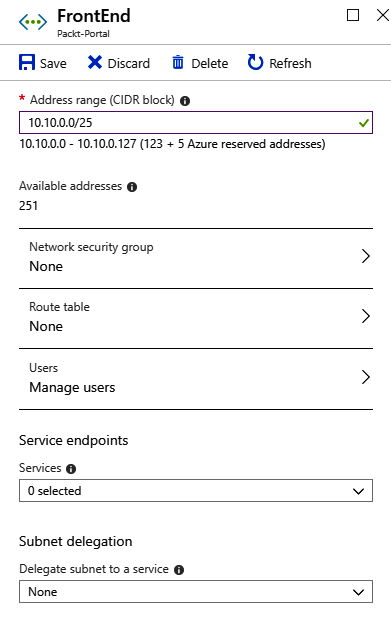 FrontEnd
Packt-Portal
Save Discard Delete Refresh
* Address range (CIDR block)
10.10.0.0/25
10.10.0.0 - 10.10.0.127 (123 + 5 Azure reserved addresses)
Available addresses
251
Network security group
None
Route table
None
Users
Manage users
Service endpoints
Services
0 selected
Subnet delegation
Delegate subnet to a service
None